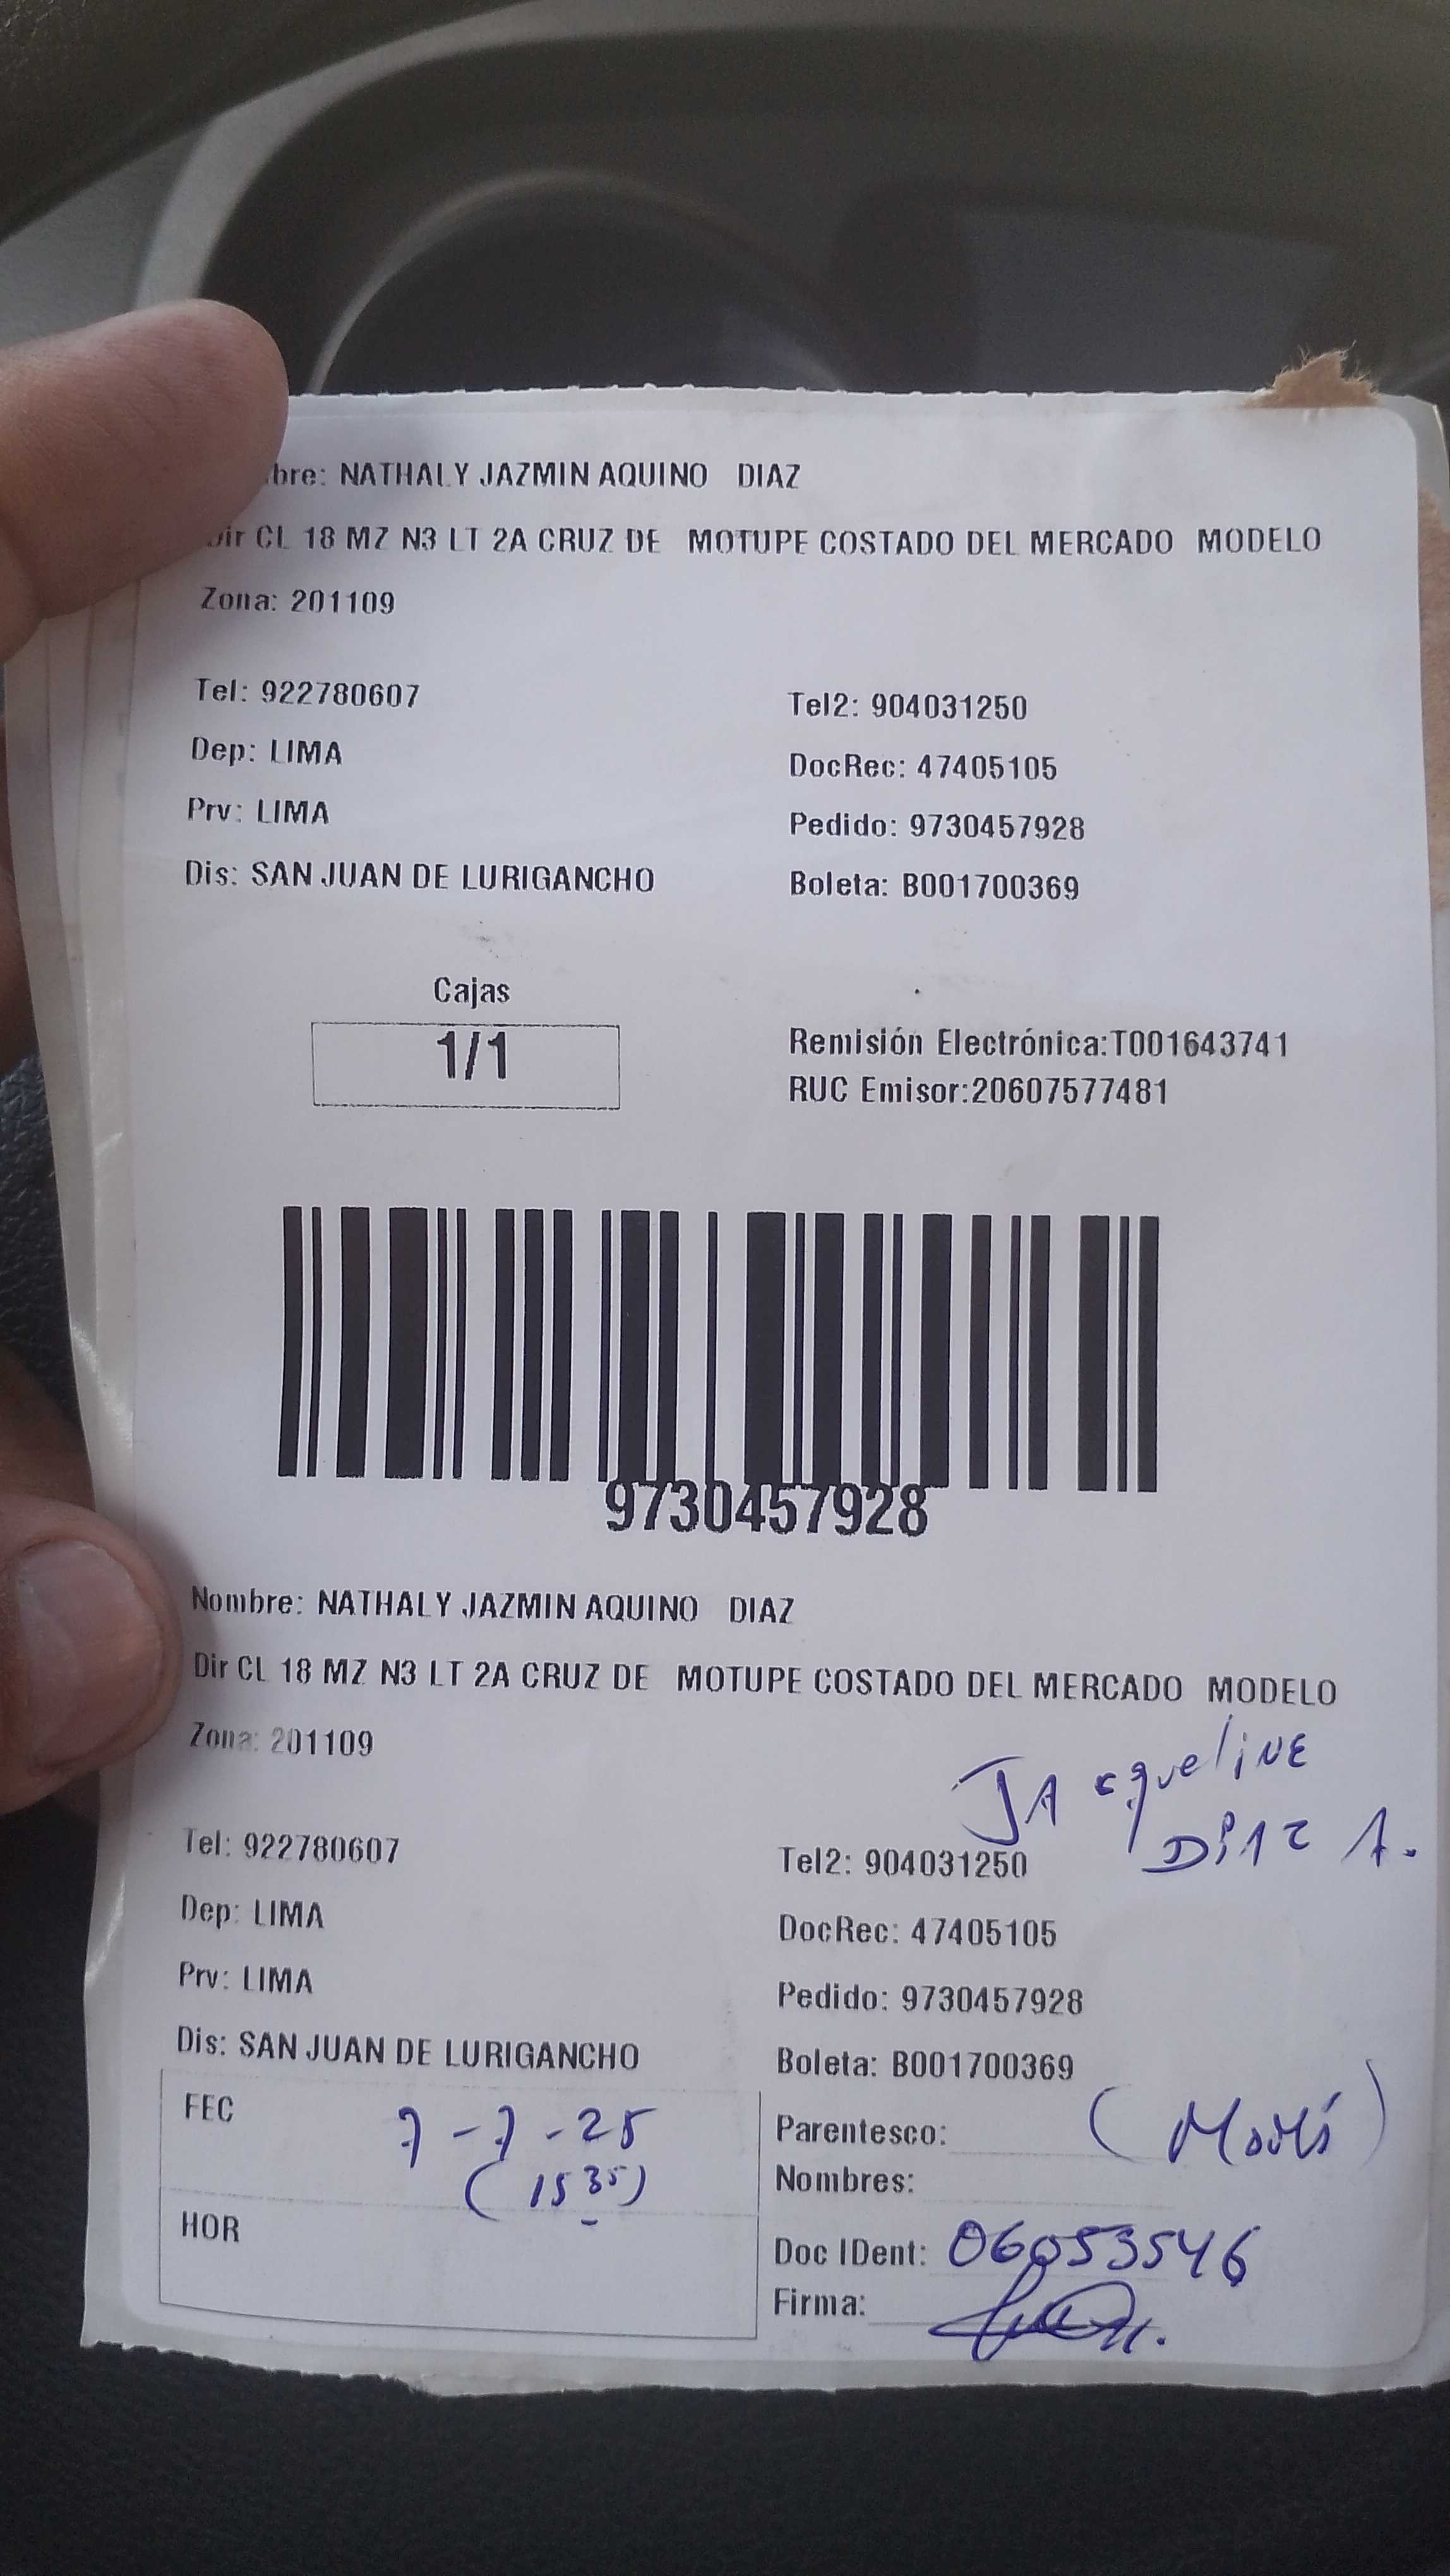 bre: NATHALY JAZMIN AQUINO DIAZ
Dir CL 18 MZ N3 LT 2A CRUZ DE MOTUPE COSTADO DEL MERCADO MODELO
Zona: 201109
Tel: 922780607 Tel2: 904031250
Dep: LIMA DocRec: 47405105
Prv: LIMA Pedido: 9730457928
Dis: SAN JUAN DE LURIGANCHO Boleta: B001700369
Cajas
1/1
Remisión Electrónica:T001643741
RUC Emisor:20607577481
9730457928
Nombre: NATHALY JAZMIN AQUINO DIAZ
Dir CL 18 MZ N3 LT 2A CRUZ DE MOTUPE COSTADO DEL MERCADO MODELO
Zona: 201109
JAcqueliNE
DiAz A.
Tel: 922780607 Tel2: 904031250
Dep: LIMA DocRec: 47405105
Prv: LIMA Pedido: 9730457928
Dis: SAN JUAN DE LURIGANCHO Boleta: B001700369
FEC 7-7-25
(1535)
HOR
Parentesco: (Mamá)
Nombres:
Doc IDent: 06053546
Firma: